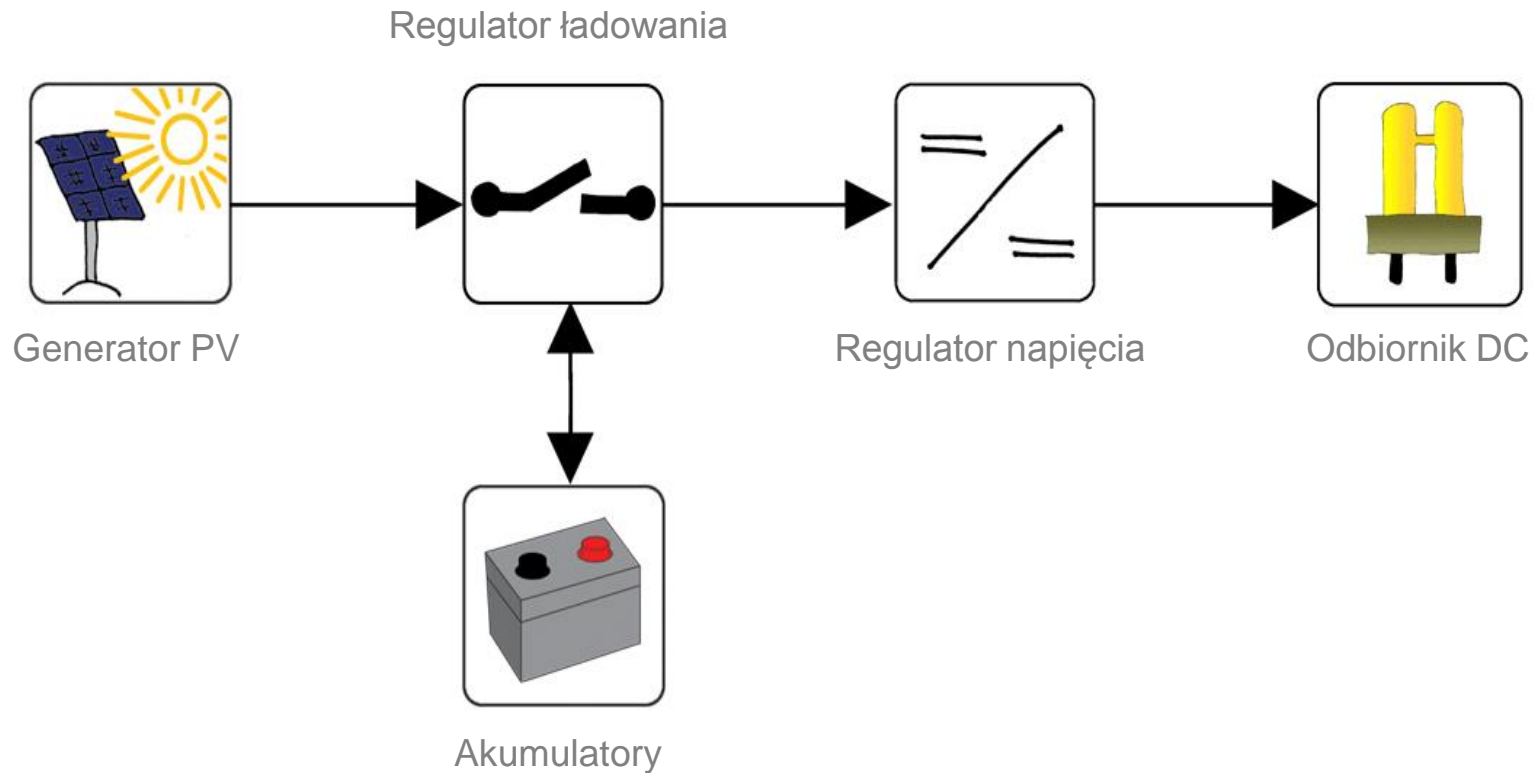 Regulator ładowania
Generator PV
Regulator napięcia
Odbiornik DC
Akumulatory